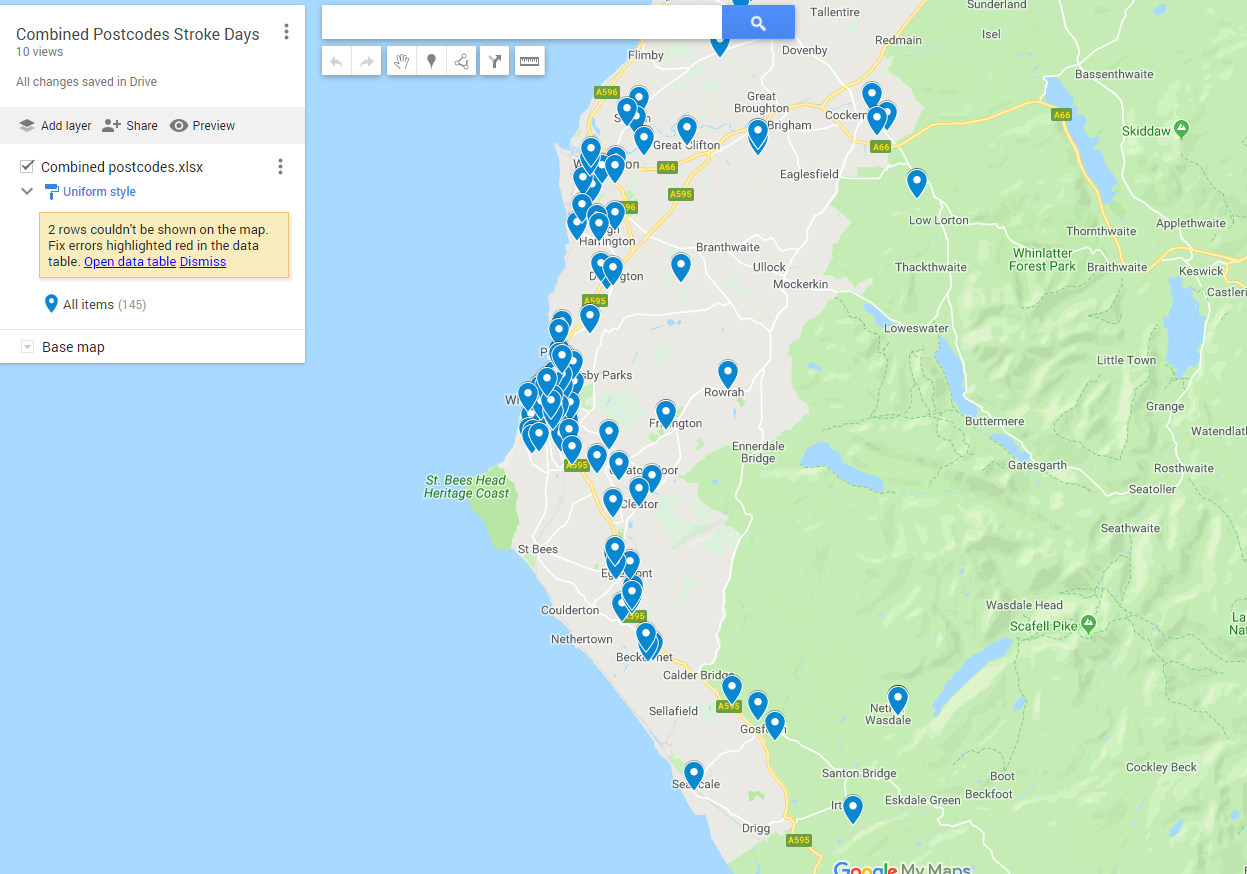 Combined Postcodes Stroke Days
10 views
All changes saved in Drive
Add layer Share Preview
Combined postcodes.xlsx
Uniform style
2 rows couldn't be shown on the map.
Fix errors highlighted red in the data
table. Open data table Dismiss
All items (145)
Base map
Sunderland
Tallentire
Isel
Redmain
Dovenby
Flimby
Bassenthwaite
A596
Great
Broughton
Brigham
A66
Skiddaw
Great Clifton
A66
A66
Eaglesfield
A595
Low Lorton
Applethwaite
Thornthwaite
Harrington
Branthwaite
Whinlatter
Forest Park
Braithwaite
Ullock
Thackthwaite
Keswick
Mockerkin
A595
Loweswater
Little Town
Rowrah
Grange
Buttermere
Ennerdale
Bridge
Gatesgarth
Rosthwaite
A595
St. Bees Head
Heritage Coast
Seatoller
Cleator
Seathwaite
St Bees
Wasdale Head
Coulderton
A595
Scafell Pike
Nethertown
Beckermet
Calder Bridge
A595
Sellafield
Wasdale
Santon Bridge
Boot
Cockley Beck
Beckfoot
Eskdale Green
Drigg
A595
Google My Maps